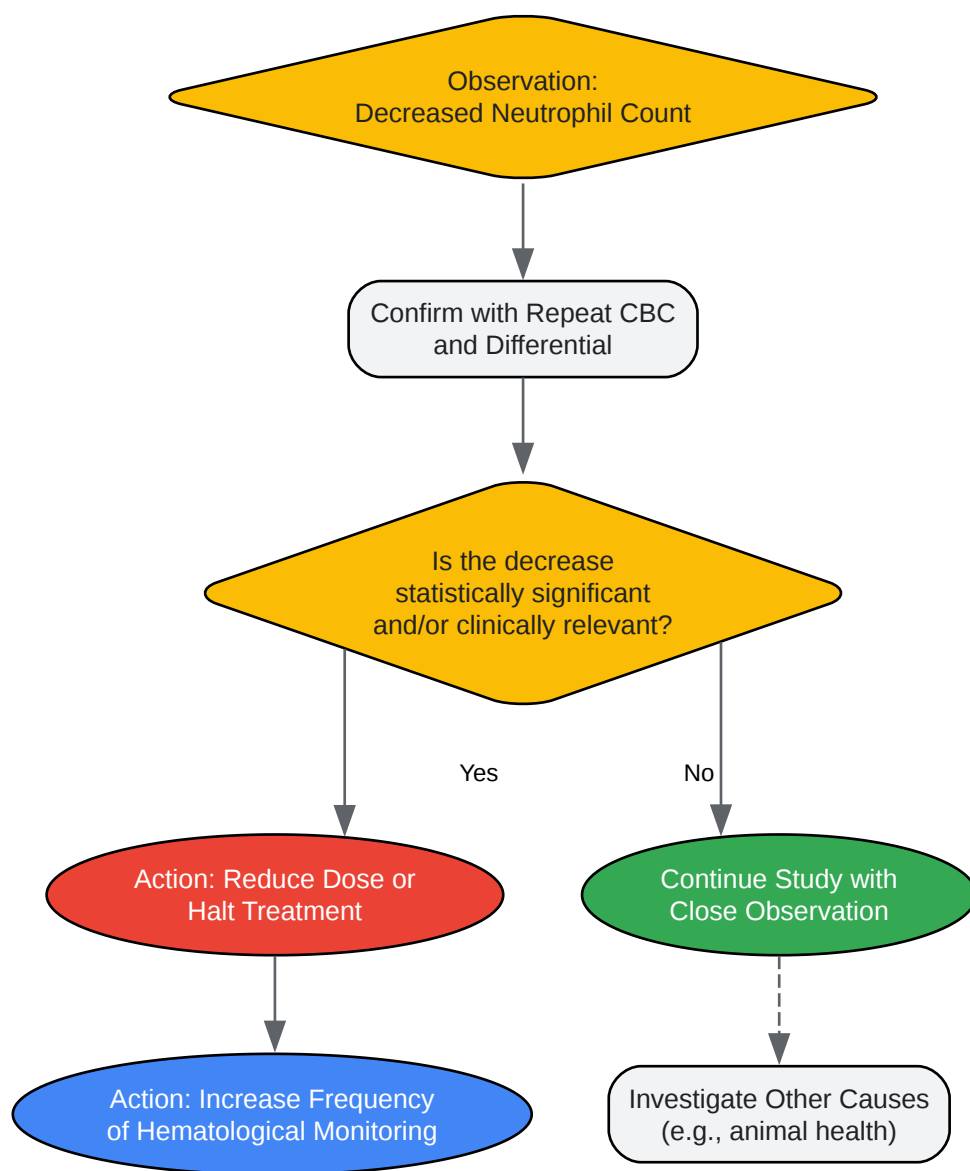 Observation:
Decreased Neutrophil Count
Confirm with Repeat CBC
and Differential
Is the decrease
statistically significant
and/or clinically relevant?
Yes
No
Action: Reduce Dose or
Halt Treatment
Continue Study with
Close Observation
Action: Increase Frequency
of Hematological Monitoring
Investigate Other Causes
(e.g., animal health)